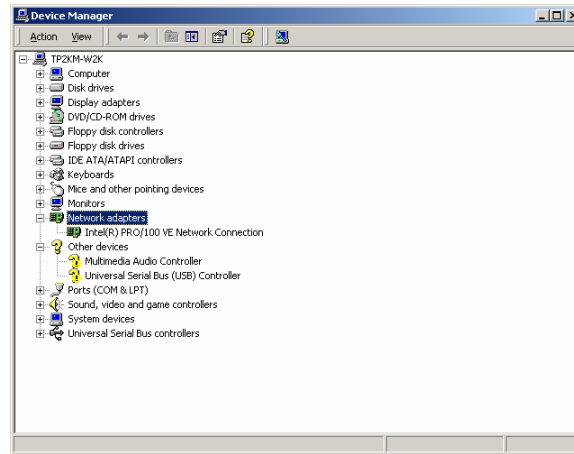 Device Manager
Action View
TP2KM-W2K
Computer
Disk drives
Display adapters
DVD/CD-ROM drives
Floppy disk controllers
Floppy disk drives
IDE ATA/ATAPI controllers
Keyboards
Mice and other pointing devices
Monitors
Network adapters
Intel(R) PRO/100 VE Network Connection
Other devices
Multimedia Audio Controller
Universal Serial Bus (USB) Controller
Ports (COM & LPT)
Sound, video and game controllers
System devices
Universal Serial Bus controllers